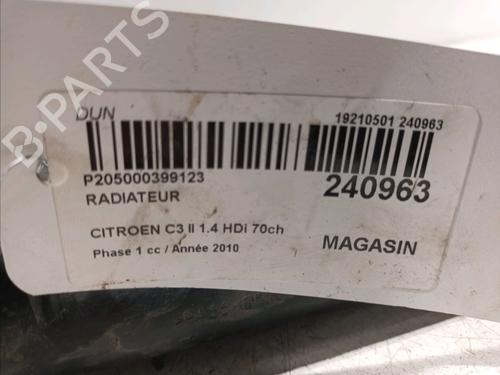 DUN
19210501 240963
P205000399123
240963
RADIATEUR
CITROEN C3 II 1.4 HDi 70ch
MAGASIN
Phase 1 cc / Année 2010
B-PARTS